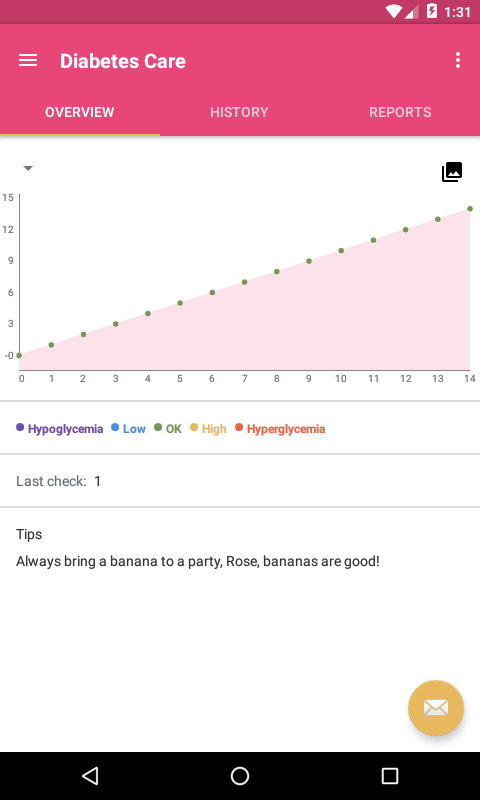 1:31
Diabetes Care
OVERVIEW HISTORY REPORTS
15
12
9
6
3
-0
0 1 2 3 4 5 6 7 8 9 10 11 12 13 14
Hypoglycemia Low OK High Hyperglycemia
Last check: 1
Tips
Always bring a banana to a party, Rose, bananas are good!